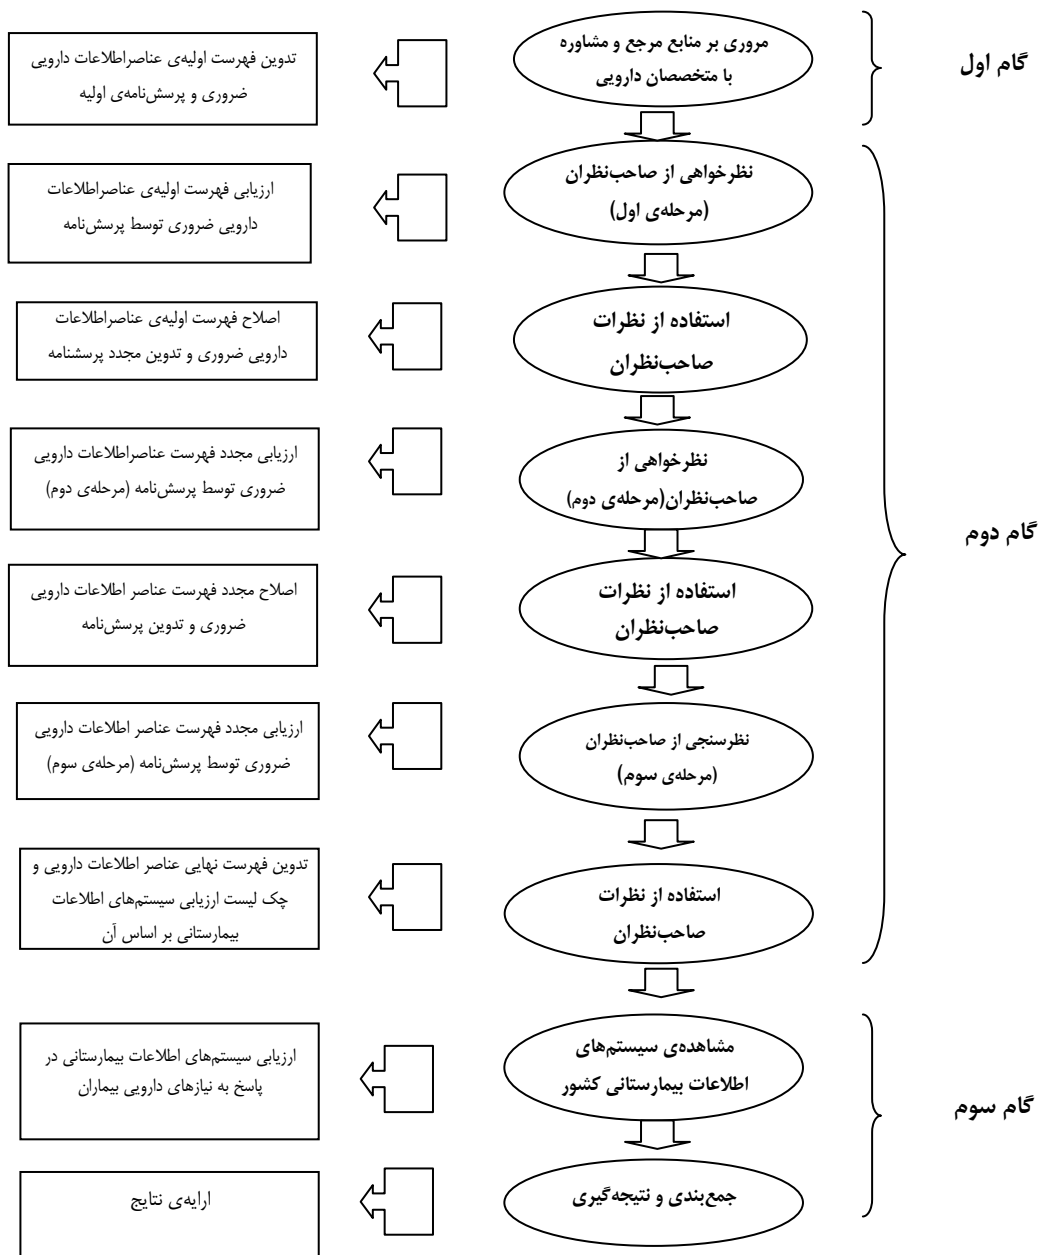 گام اول
مروری بر منابع مرجع و مشاوره
با متخصصان دارویی
تدوین فهرست اولیه‌ی عناصراطلاعات دارویی
ضروری و پرسش‌نامه‌ی اولیه
گام دوم
نظرخواهی از صاحب‌نظران
(مرحله‌ی اول)
ارزیابی فهرست اولیه‌ی عناصراطلاعات
دارویی ضروری توسط پرسش‌نامه
استفاده از نظرات
صاحب‌نظران
اصلاح فهرست اولیه‌ی عناصراطلاعات
دارویی ضروری و تدوین مجدد پرسشنامه
نظرخواهی از
صاحب‌نظران(مرحله‌ی دوم)
ارزیابی مجدد فهرست عناصراطلاعات دارویی
ضروری توسط پرسش‌نامه (مرحله‌ی دوم)
استفاده از نظرات
صاحب‌نظران
اصلاح مجدد فهرست عناصر اطلاعات دارویی
ضروری و تدوین پرسش‌نامه
نظرسنجی از صاحب‌نظران
(مرحله‌ی سوم)
ارزیابی مجدد فهرست عناصر اطلاعات دارویی
ضروری توسط پرسش‌نامه (مرحله‌ی سوم)
استفاده از نظرات
صاحب‌نظران
تدوین فهرست نهایی عناصر اطلاعات دارویی و
چک لیست ارزیابی سیستم‌های اطلاعات
بیمارستانی بر اساس آن
گام سوم
مشاهده‌ی سیستم‌های
اطلاعات بیمارستانی کشور
ارزیابی سیستم‌های اطلاعات بیمارستانی در
پاسخ به نیازهای دارویی بیماران
جمع‌بندی و نتیجه‌گیری
ارایه‌ی نتایج